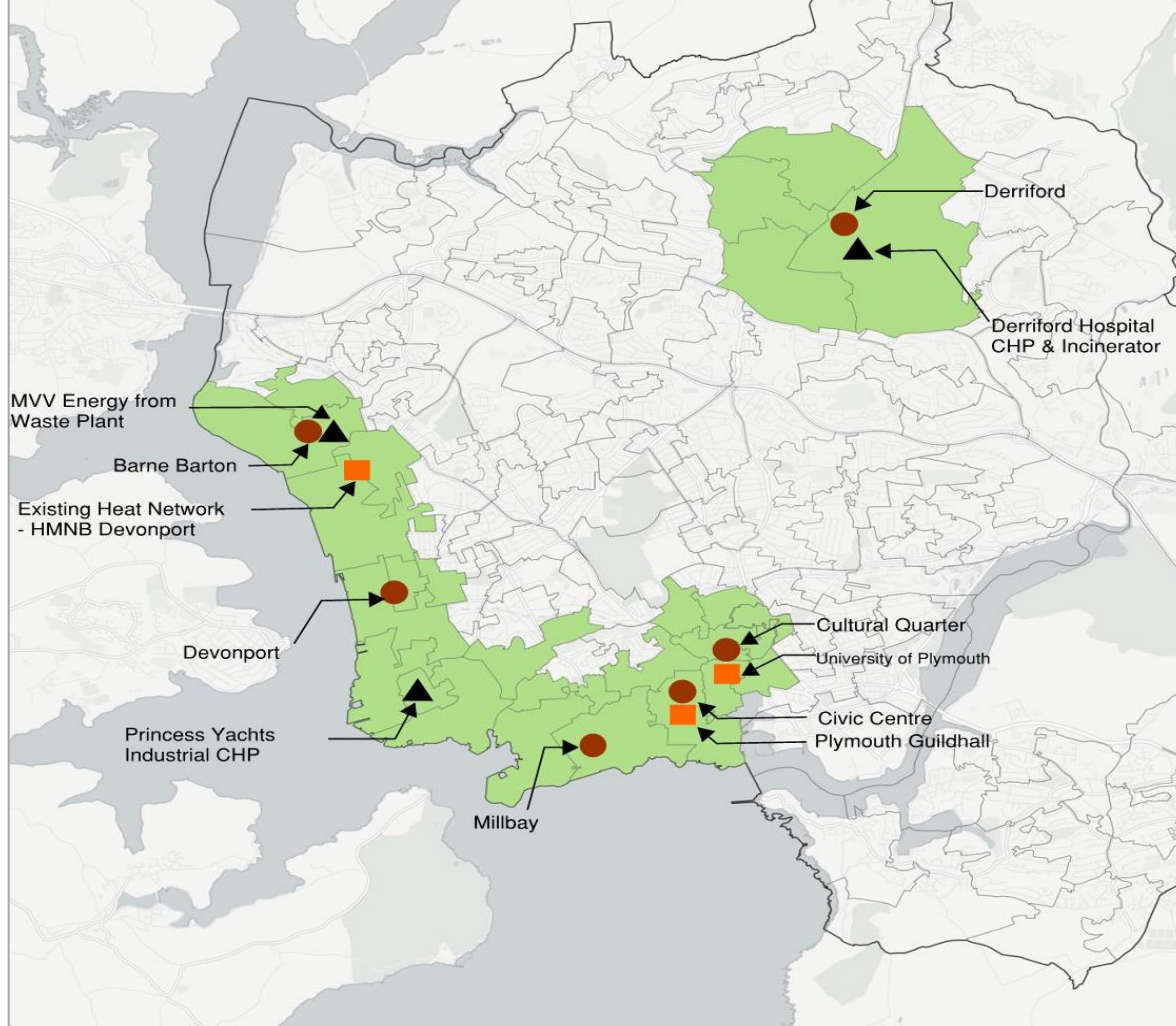 Derriford
Derriford Hospital
CHP & Incinerator
MVV Energy from
Waste Plant
Barne Barton
Existing Heat Network
- HMNB Devonport
Devonport
Cultural Quarter
University of Plymouth
Princess Yachts
Industrial CHP
Civic Centre
Plymouth Guildhall
Millbay